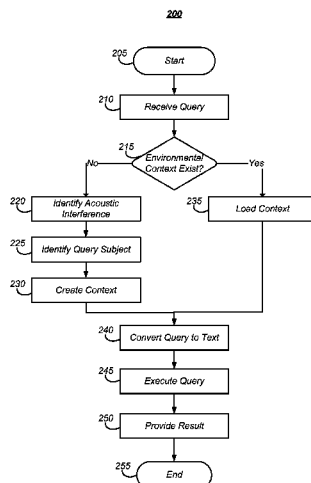 200
205
Start
210
Receive Query
215
Environmental
Context Exist?
No
Yes
220
Identify Acoustic
Interference
235
Load Context
225
Identify Query Subject
230
Create Context
240
Convert Query to Text
245
Execute Query
250
Provide Result
255
End